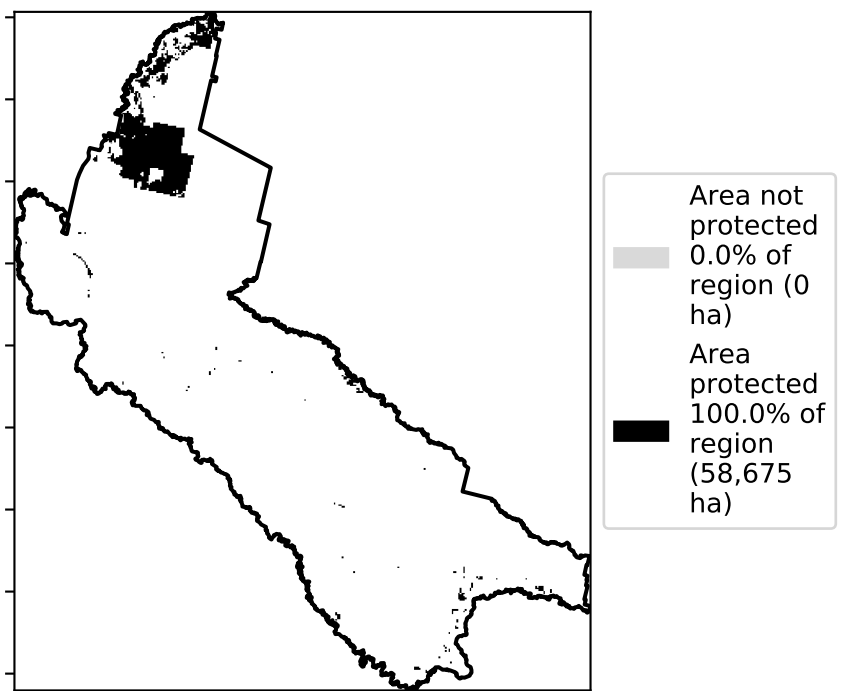 Area not
protected
0.0% of
region (0
ha)
Area
protected
100.0% of
region
(58,675
ha)